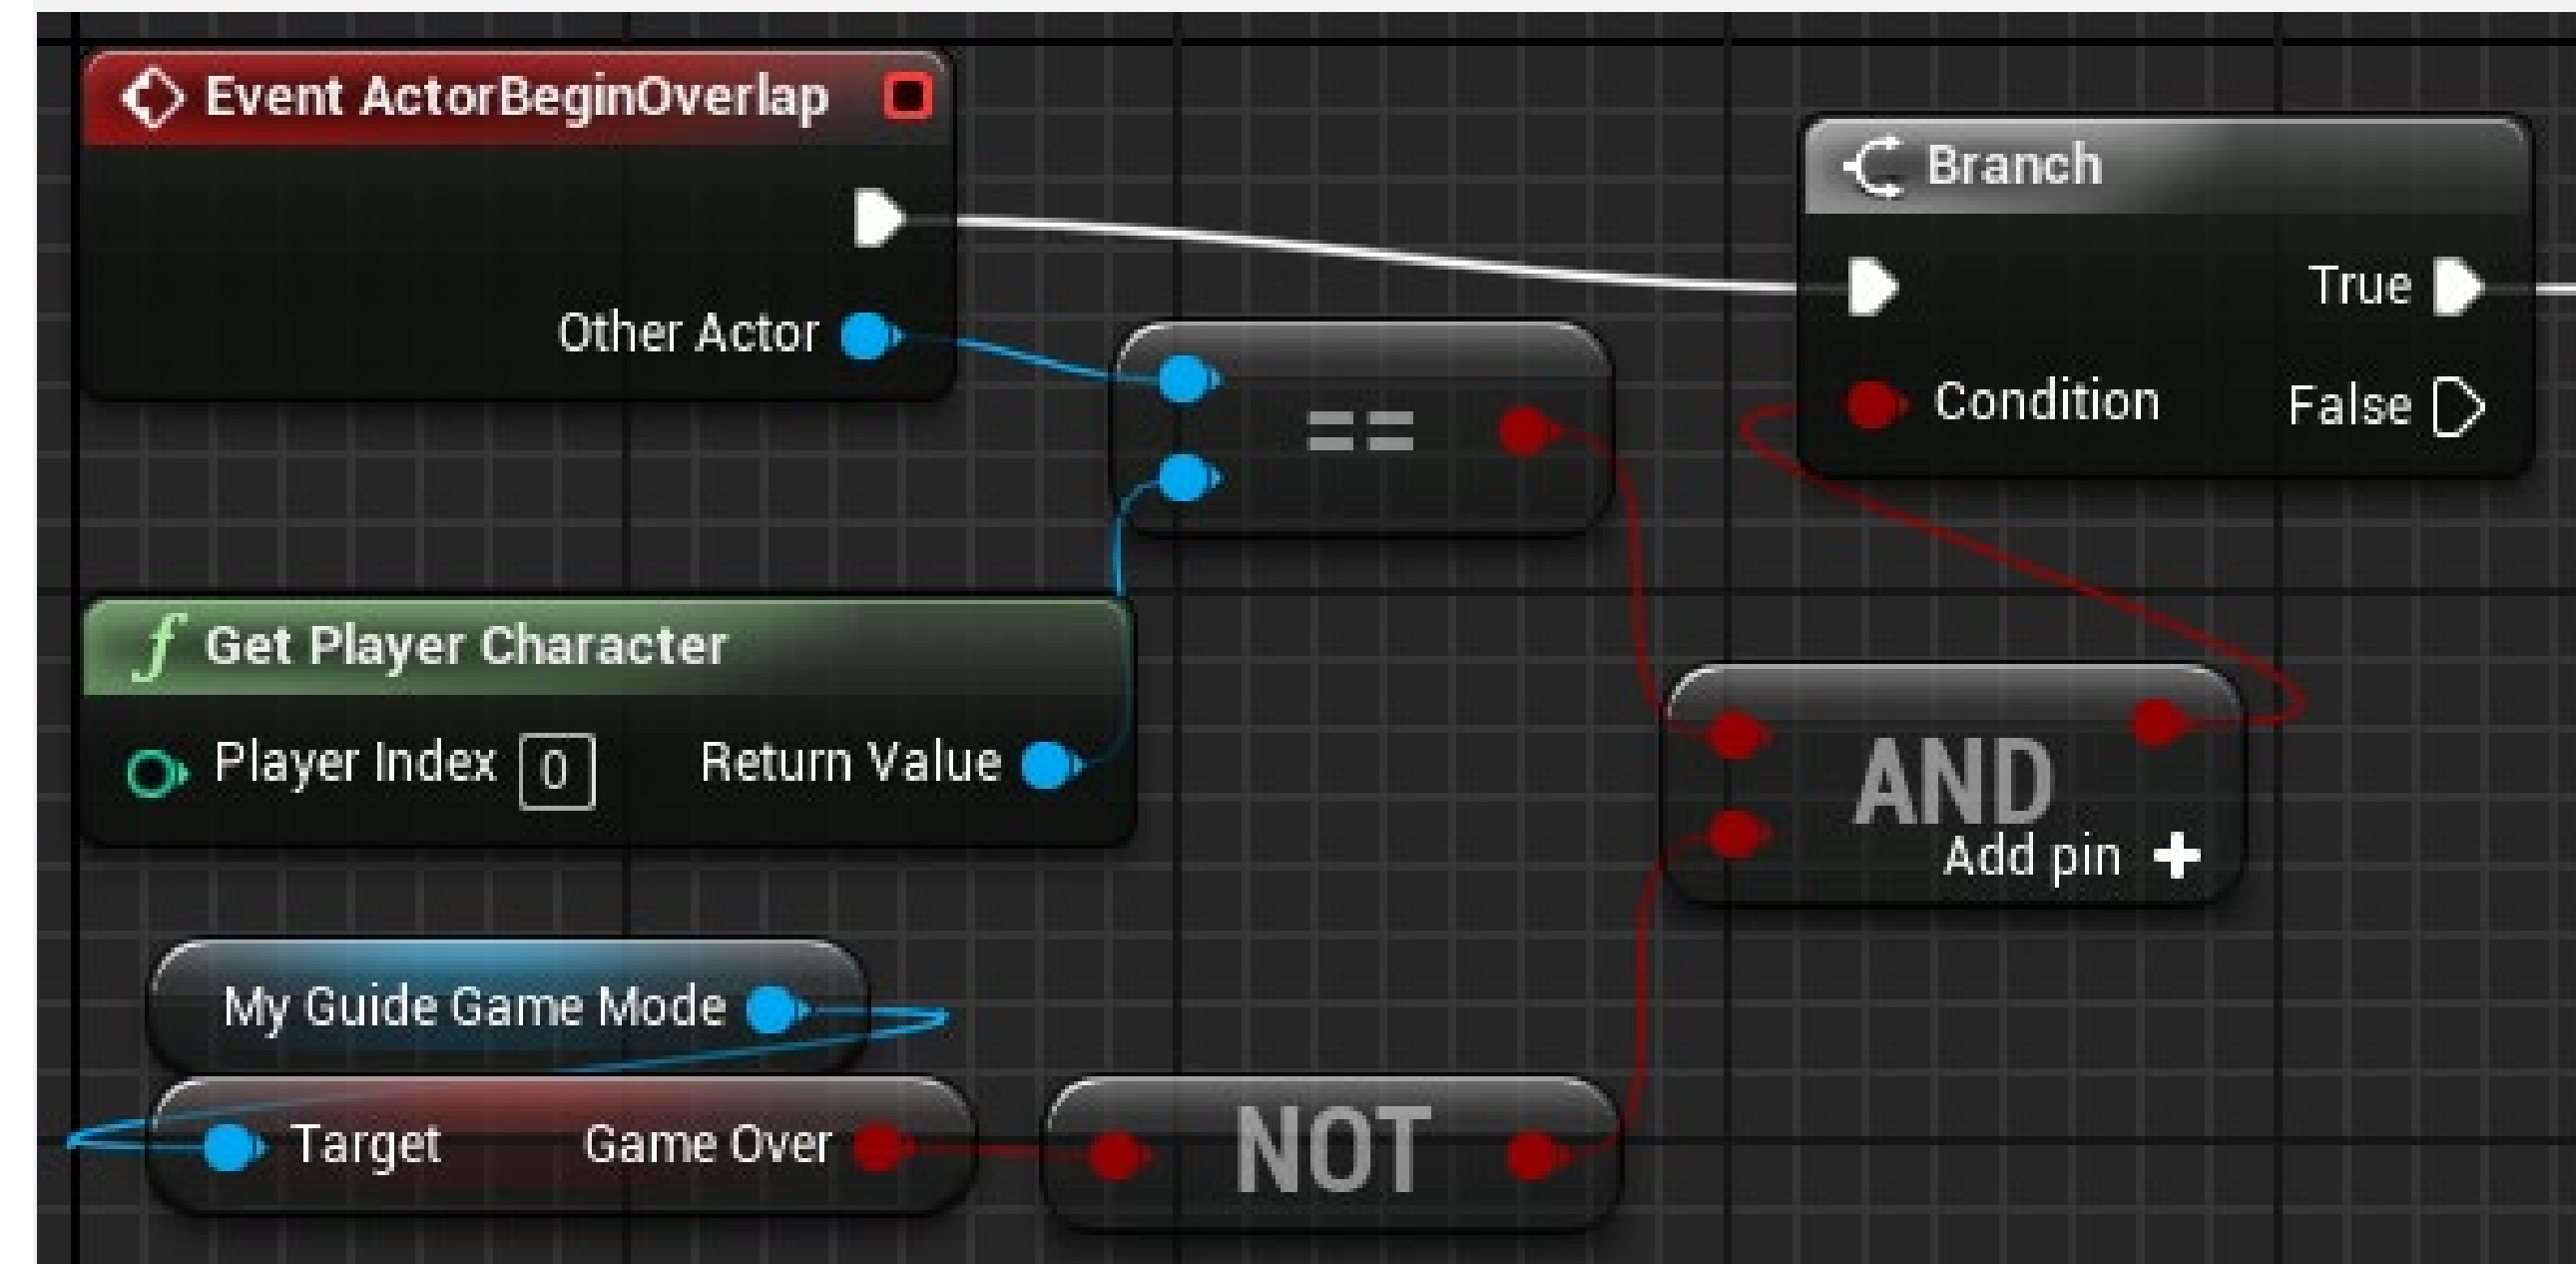 Event ActorBeginOverlap
Other Actor
==
Branch
True
Condition
False
Get Player Character
Player Index 0
Return Value
AND
Add pin
My Guide Game Mode
Target
Game Over
NOT